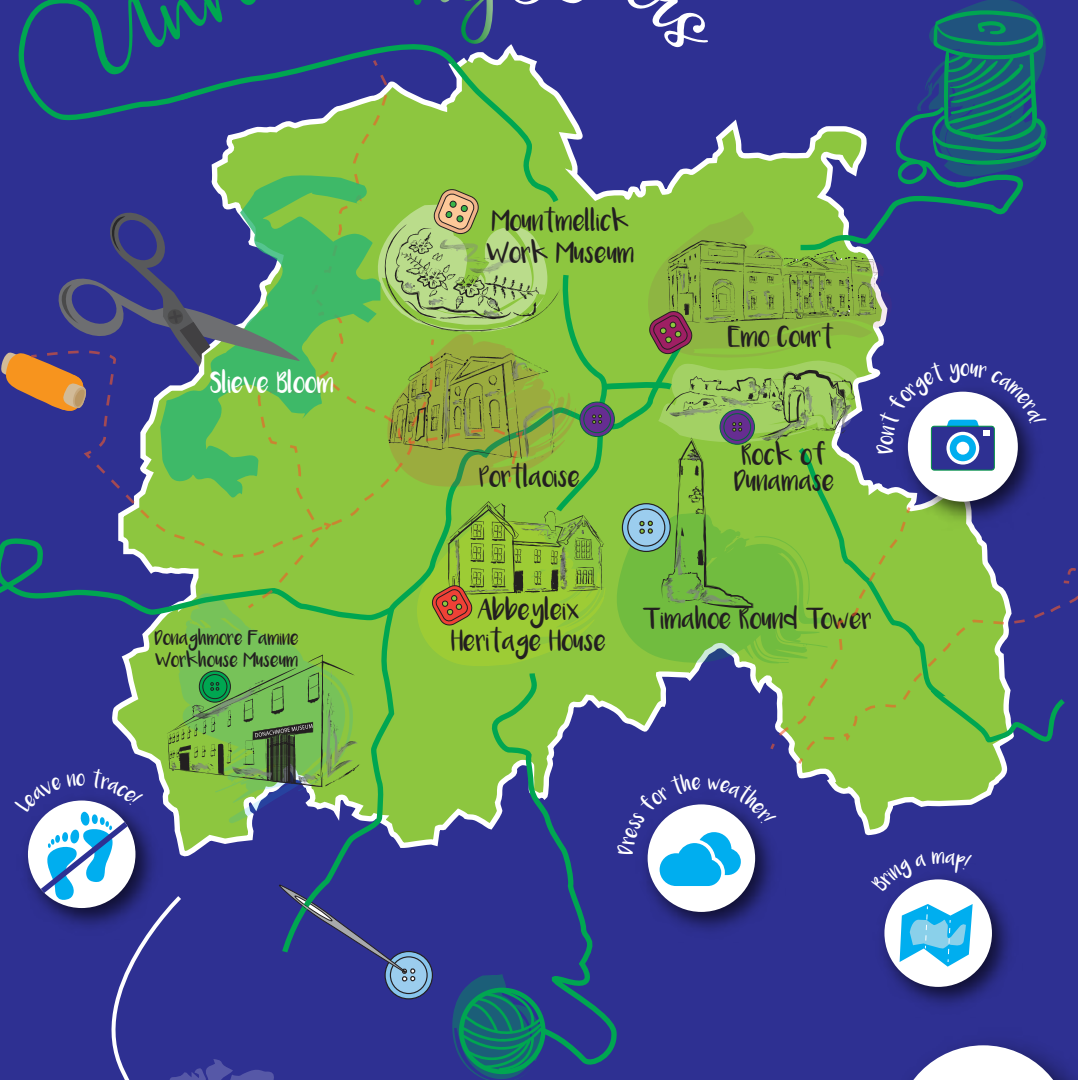 Mountmellick
Work Museum
Emo Court
Slieve Bloom
Don't forget your camera!
Rock of
Dunamase
Portlaoise
Abbeyleix
Heritage House
Timahoe Round Tower
Donaghmore Famine
Workhouse Museum
DONACHMORE MUSEUM
Leave no trace!
Dress for the weather!
Bring a map!